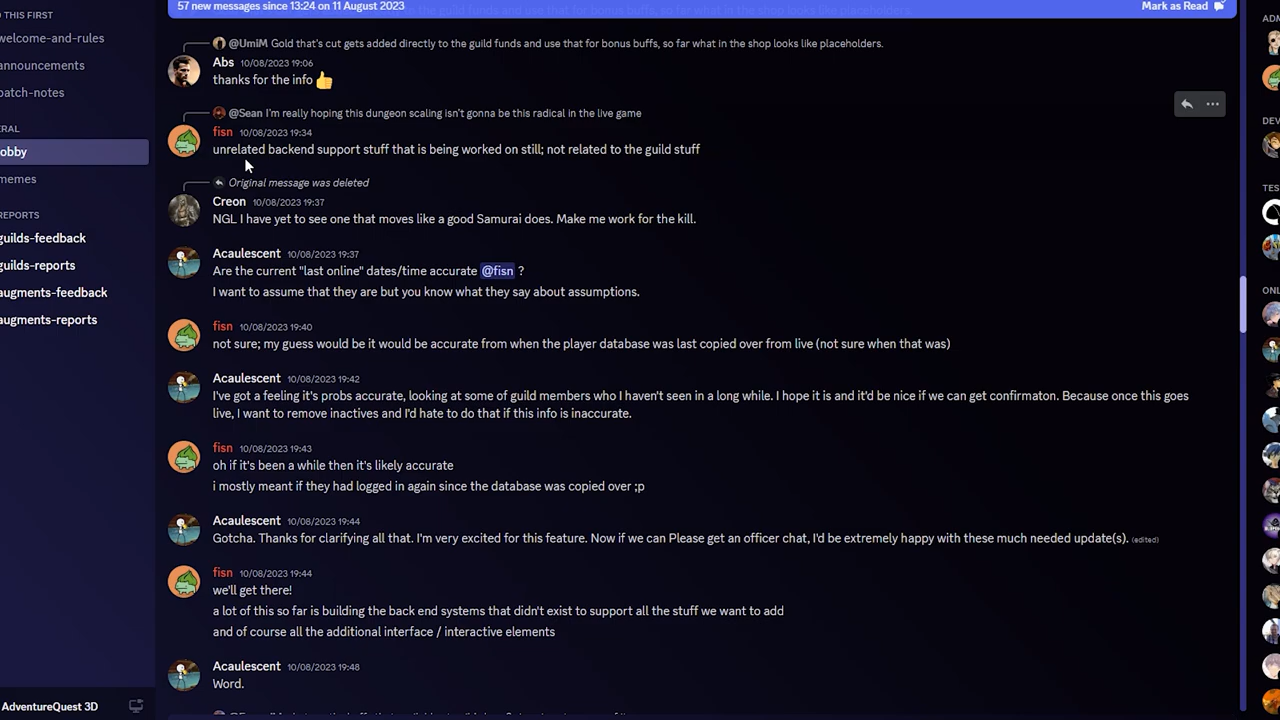 57 new messages since 13:24 on 11 August 2023
Mark as Read
THIS FIRST
welcome-and-rules
announcements
patch-notes
ERAL
obby
memes
REPORTS
guilds-feedback
guilds-reports
augments-feedback
augments-reports
AdventureQuest 3D
@UmiM Gold that's cut gets added directly to the guild funds and use that for bonus buffs, so far what in the shop looks like placeholders.
Abs 10/08/2023 19:06
thanks for the info 👍
@Sean I'm really hoping this dungeon scaling isn't gonna be this radical in the live game
fisn 10/08/2023 19:34
unrelated backend support stuff that is being worked on still; not related to the guild stuff
Original message was deleted
Creon 10/08/2023 19:37
NGL I have yet to see one that moves like a good Samurai does. Make me work for the kill.
Acaulescent 10/08/2023 19:37
Are the current "last online" dates/time accurate @fisn ?
I want to assume that they are but you know what they say about assumptions.
fisn 10/08/2023 19:40
not sure; my guess would be it would be accurate from when the player database was last copied over from live (not sure when that was)
Acaulescent 10/08/2023 19:42
I've got a feeling it's probs accurate, looking at some of guild members who I haven't seen in a long while. I hope it is and it'd be nice if we can get confirmaton. Because once this goes
live, I want to remove inactives and I'd hate to do that if this info is inaccurate.
fisn 10/08/2023 19:43
oh if it's been a while then it's likely accurate
i mostly meant if they had logged in again since the database was copied over ;p
Acaulescent 10/08/2023 19:44
Gotcha. Thanks for clarifying all that. I'm very excited for this feature. Now if we can Please get an officer chat, I'd be extremely happy with these much needed update(s). (edited)
fisn 10/08/2023 19:44
we'll get there!
a lot of this so far is building the back end systems that didn't exist to support all the stuff we want to add
and of course all the additional interface / interactive elements
Acaulescent 10/08/2023 19:48
Word.
ADM
DEV
TES
ONL